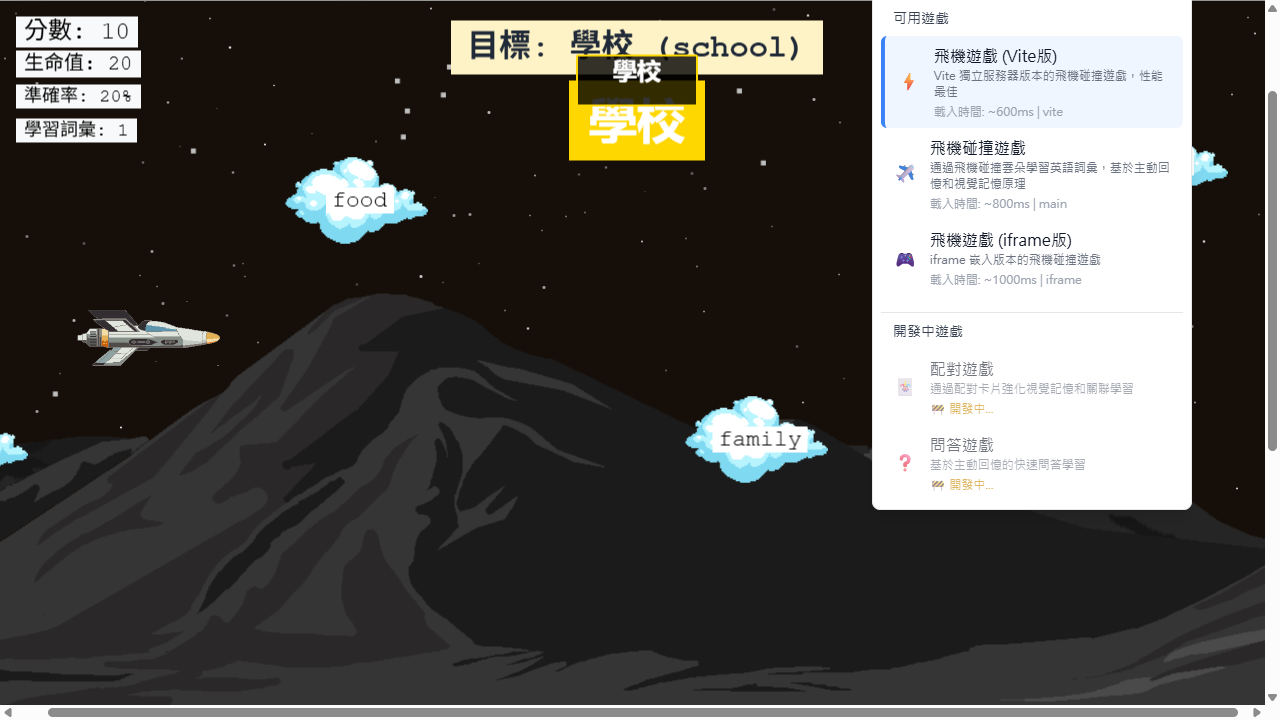 分數: 10
生命值: 20
準確率: 20%
學習詞彙: 1
目標: 學校 (school)
學校
學校
food
family
可用遊戲
飛機遊戲 (Vite版)
Vite 獨立服務器版本的飛機碰撞遊戲，性能
最佳
載入時間: ~600ms | vite
飛機碰撞遊戲
通過飛機碰撞雲朵學習英語詞彙，基於主動回
憶和視覺記憶原理
載入時間: ~800ms | main
飛機遊戲 (iframe版)
iframe 嵌入版本的飛機碰撞遊戲
載入時間: ~1000ms | iframe
開發中遊戲
配對遊戲
通過配對卡片強化視覺記憶和關聯學習
開發中...
問答遊戲
基於主動回憶的快速問答學習
開發中...